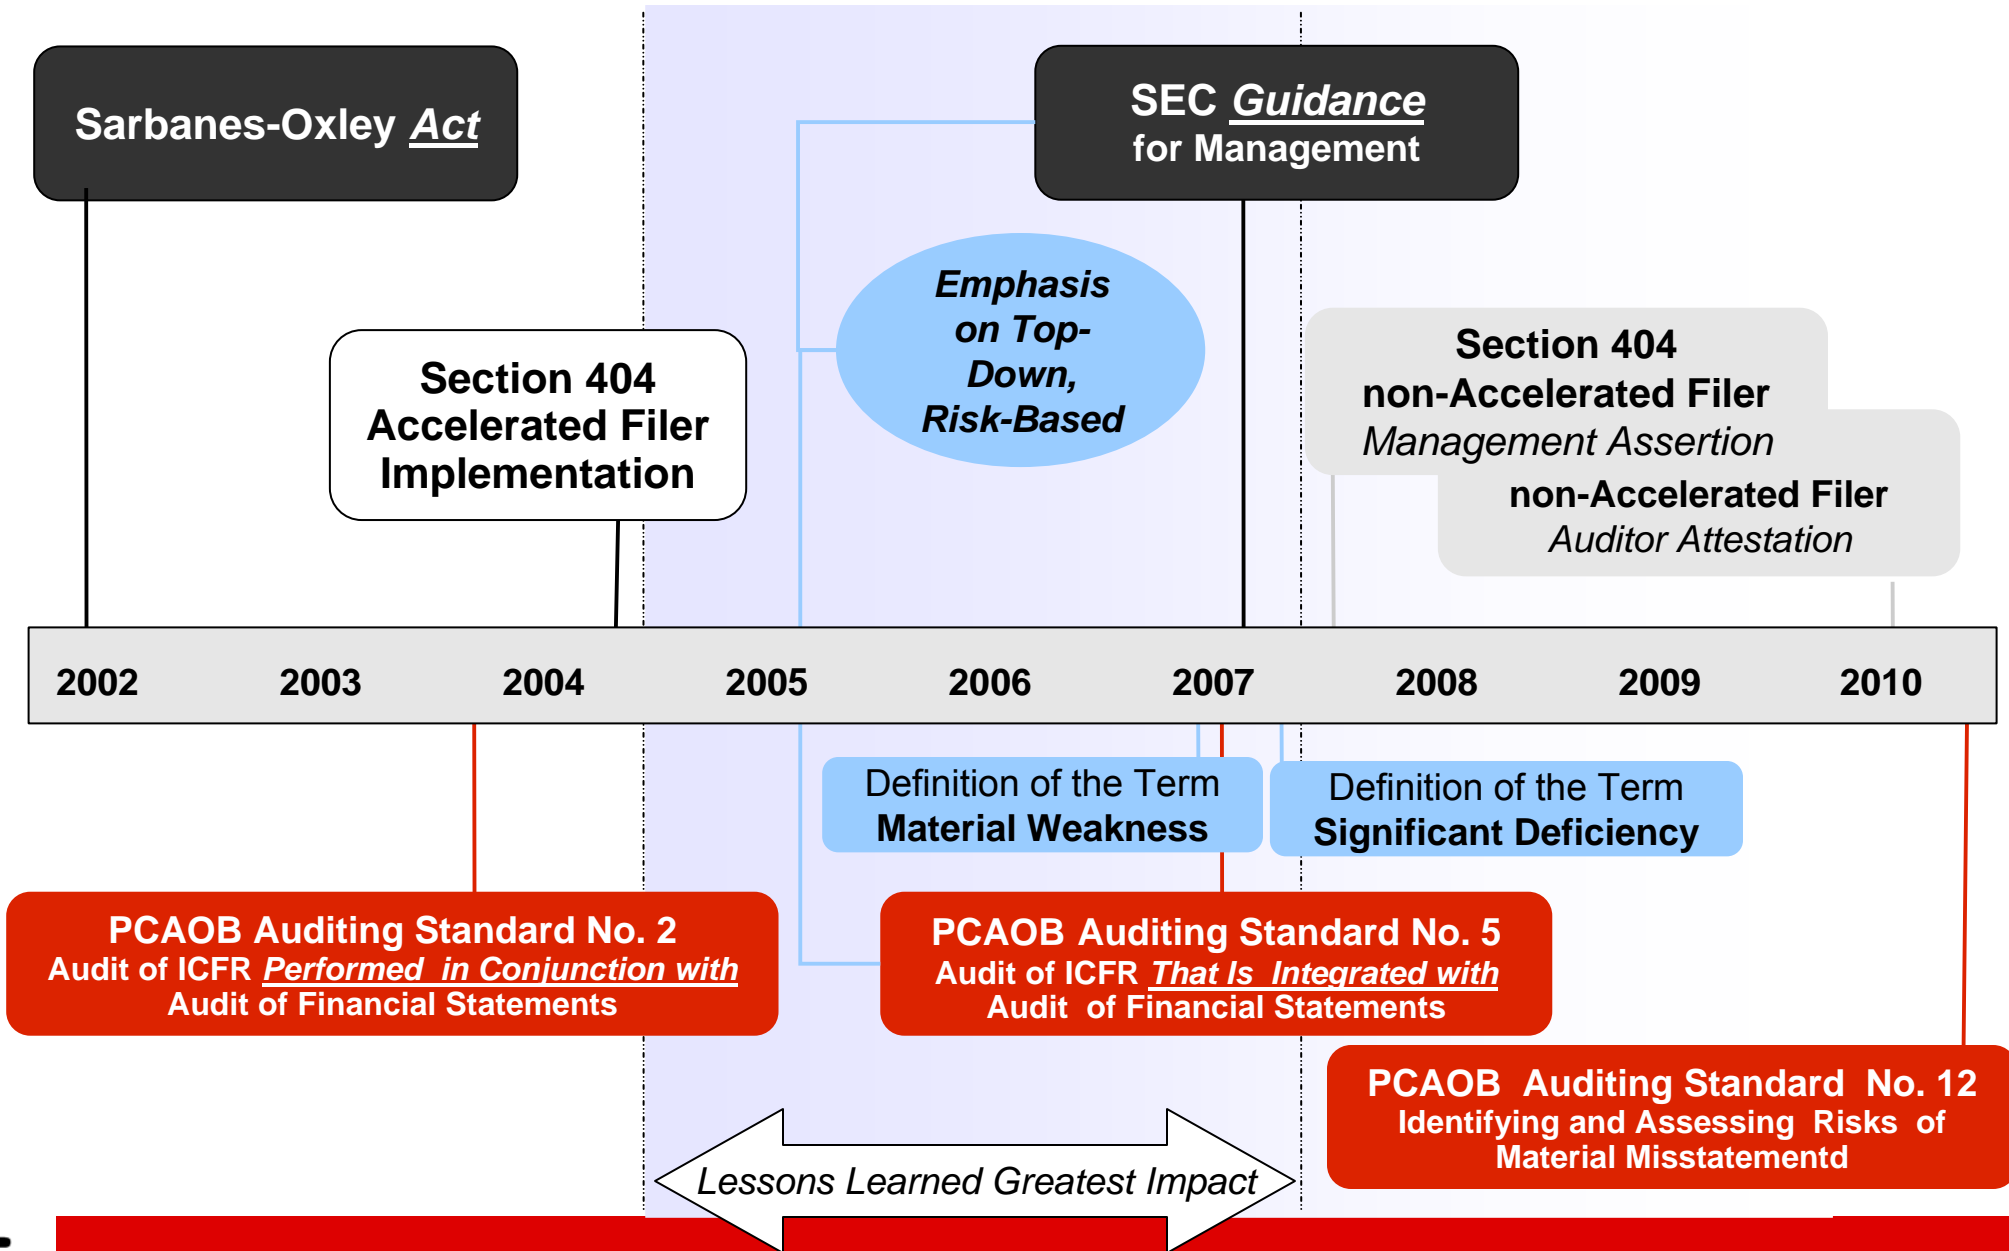 Sarbanes-Oxley Act
SEC Guidance
for Management
Emphasis
on Top-
Down,
Risk-Based
Section 404
Accelerated Filer
Implementation
Section 404
non-Accelerated Filer
Management Assertion
non-Accelerated Filer
Auditor Attestation
2002 2003 2004 2005 2006 2007 2008 2009 2010
Definition of the Term
Material Weakness
Definition of the Term
Significant Deficiency
PCAOB Auditing Standard No. 2
Audit of ICFR Performed in Conjunction with
Audit of Financial Statements
PCAOB Auditing Standard No. 5
Audit of ICFR That Is Integrated with
Audit of Financial Statements
PCAOB Auditing Standard No. 12
Identifying and Assessing Risks of
Material Misstatementd
Lessons Learned Greatest Impact